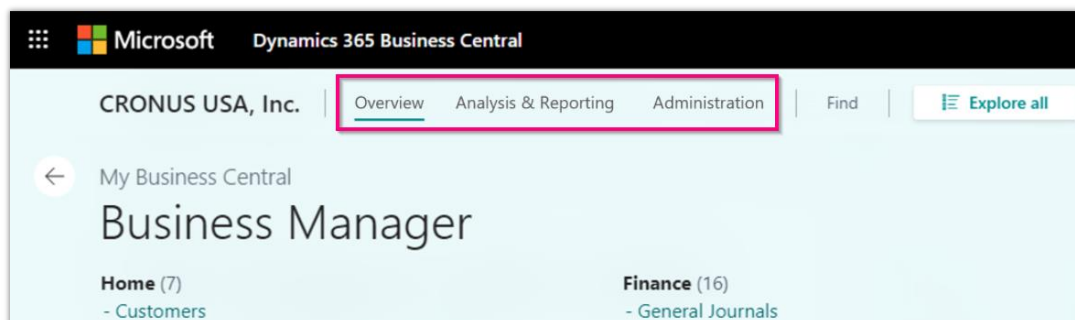 Microsoft Dynamics 365 Business Central
CRONUS USA, Inc. Overview Analysis & Reporting Administration Find Explore all
My Business Central
Business Manager
Home (7) Finance (16)
- Customers - General Journals